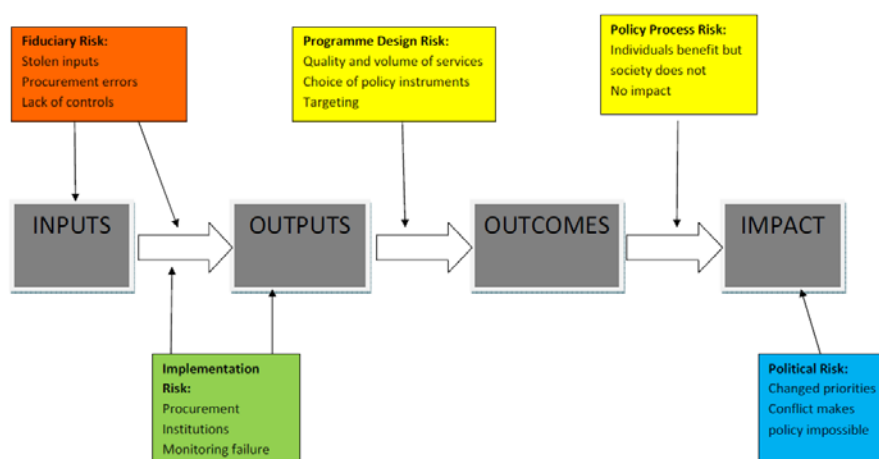 Fiduciary Risk:
Stolen inputs
Procurement errors
Lack of controls
Programme Design Risk:
Quality and volume of services
Choice of policy instruments
Targeting
Policy Process Risk:
Individuals benefit but
society does not
No impact
INPUTS
OUTPUTS
OUTCOMES
IMPACT
Implementation
Risk:
Procurement
Institutions
Monitoring failure
Political Risk:
Changed priorities
Conflict makes
policy impossible